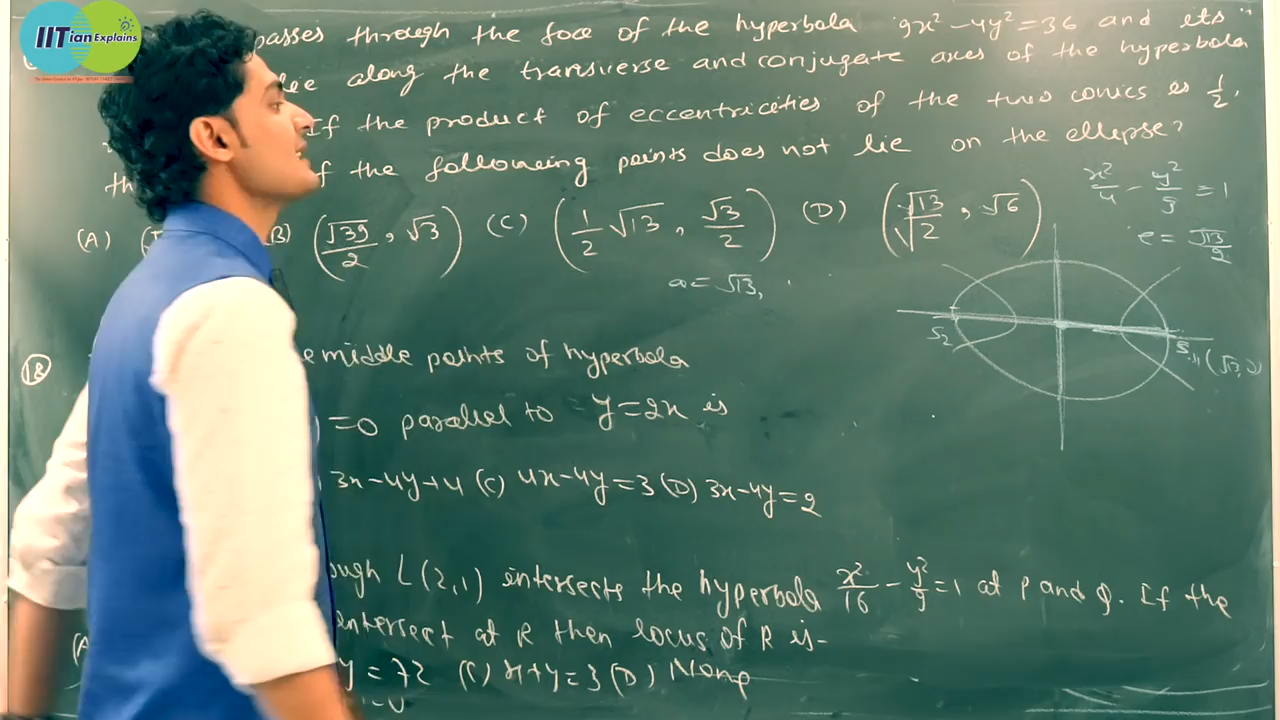 IITian Explains
passes through the foce of the hyperbola 9x² - 4y² = 36 and its
lie along the transverse and conjugate axes of the hyperbola
If the product of eccentricities of the two conics is 1/2.
th f the following points does not lie on the ellipse?
(A) (B) (√39/2, √3) (C) (1/2 √13, √3/2) (D) (√13/√2, √6)
x²/4 - y²/9 = 1
e = √13/2
a = √13,
S₂ S₁ (√13, 0)
(18) e middle points of hyperbola
=0 parallel to y=2x is
3x-4y+4 (C) 4x-4y=3 (D) 3x-4y=2
ough L(2,1) intersects the hyperbola x²/16 - y²/9 = 1 at P and Q. If the
intersect at R then locus of R is-
(A y = 72 (C) x+y=3 (D) None